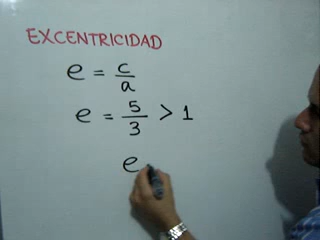 EXCENTRICIDAD
e = c/a
e = 5/3 > 1
e